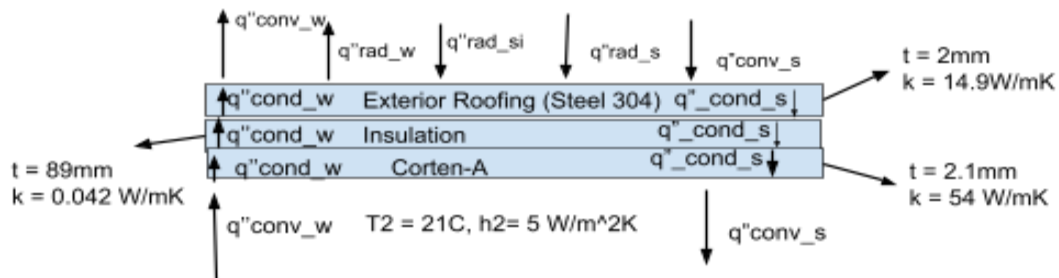 q''conv_w
q''rad_w
q''rad_si
q''rad_s
q''conv_s
t = 2mm
k = 14.9W/mK
q''cond_w Exterior Roofing (Steel 304) q''_cond_s
q''cond_w Insulation q''_cond_s
q''cond_w Corten-A q''_cond_s
t = 89mm
k = 0.042 W/mK
t = 2.1mm
k = 54 W/mK
q''conv_w T2 = 21C, h2= 5 W/m^2K q''conv_s